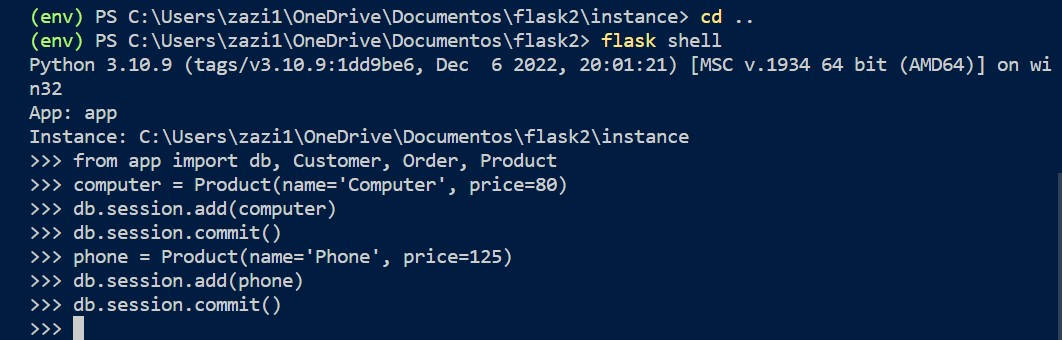 (env) PS C:\Users\zazi1\OneDrive\Documentos\flask2\instance> cd ..
(env) PS C:\Users\zazi1\OneDrive\Documentos\flask2> flask shell
Python 3.10.9 (tags/v3.10.9:1dd9be6, Dec  6 2022, 20:01:21) [MSC v.1934 64 bit (AMD64)] on wi
n32
App: app
Instance: C:\Users\zazi1\OneDrive\Documentos\flask2\instance
>>> from app import db, Customer, Order, Product
>>> computer = Product(name='Computer', price=80)
>>> db.session.add(computer)
>>> db.session.commit()
>>> phone = Product(name='Phone', price=125)
>>> db.session.add(phone)
>>> db.session.commit()
>>>